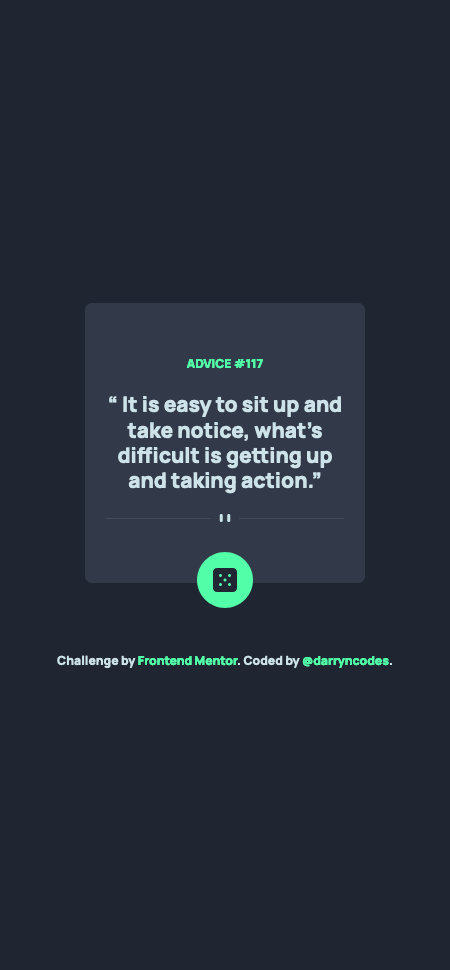 ADVICE #117
“ It is easy to sit up and
take notice, what’s
difficult is getting up
and taking action.”
Challenge by Frontend Mentor. Coded by @darryncodes.